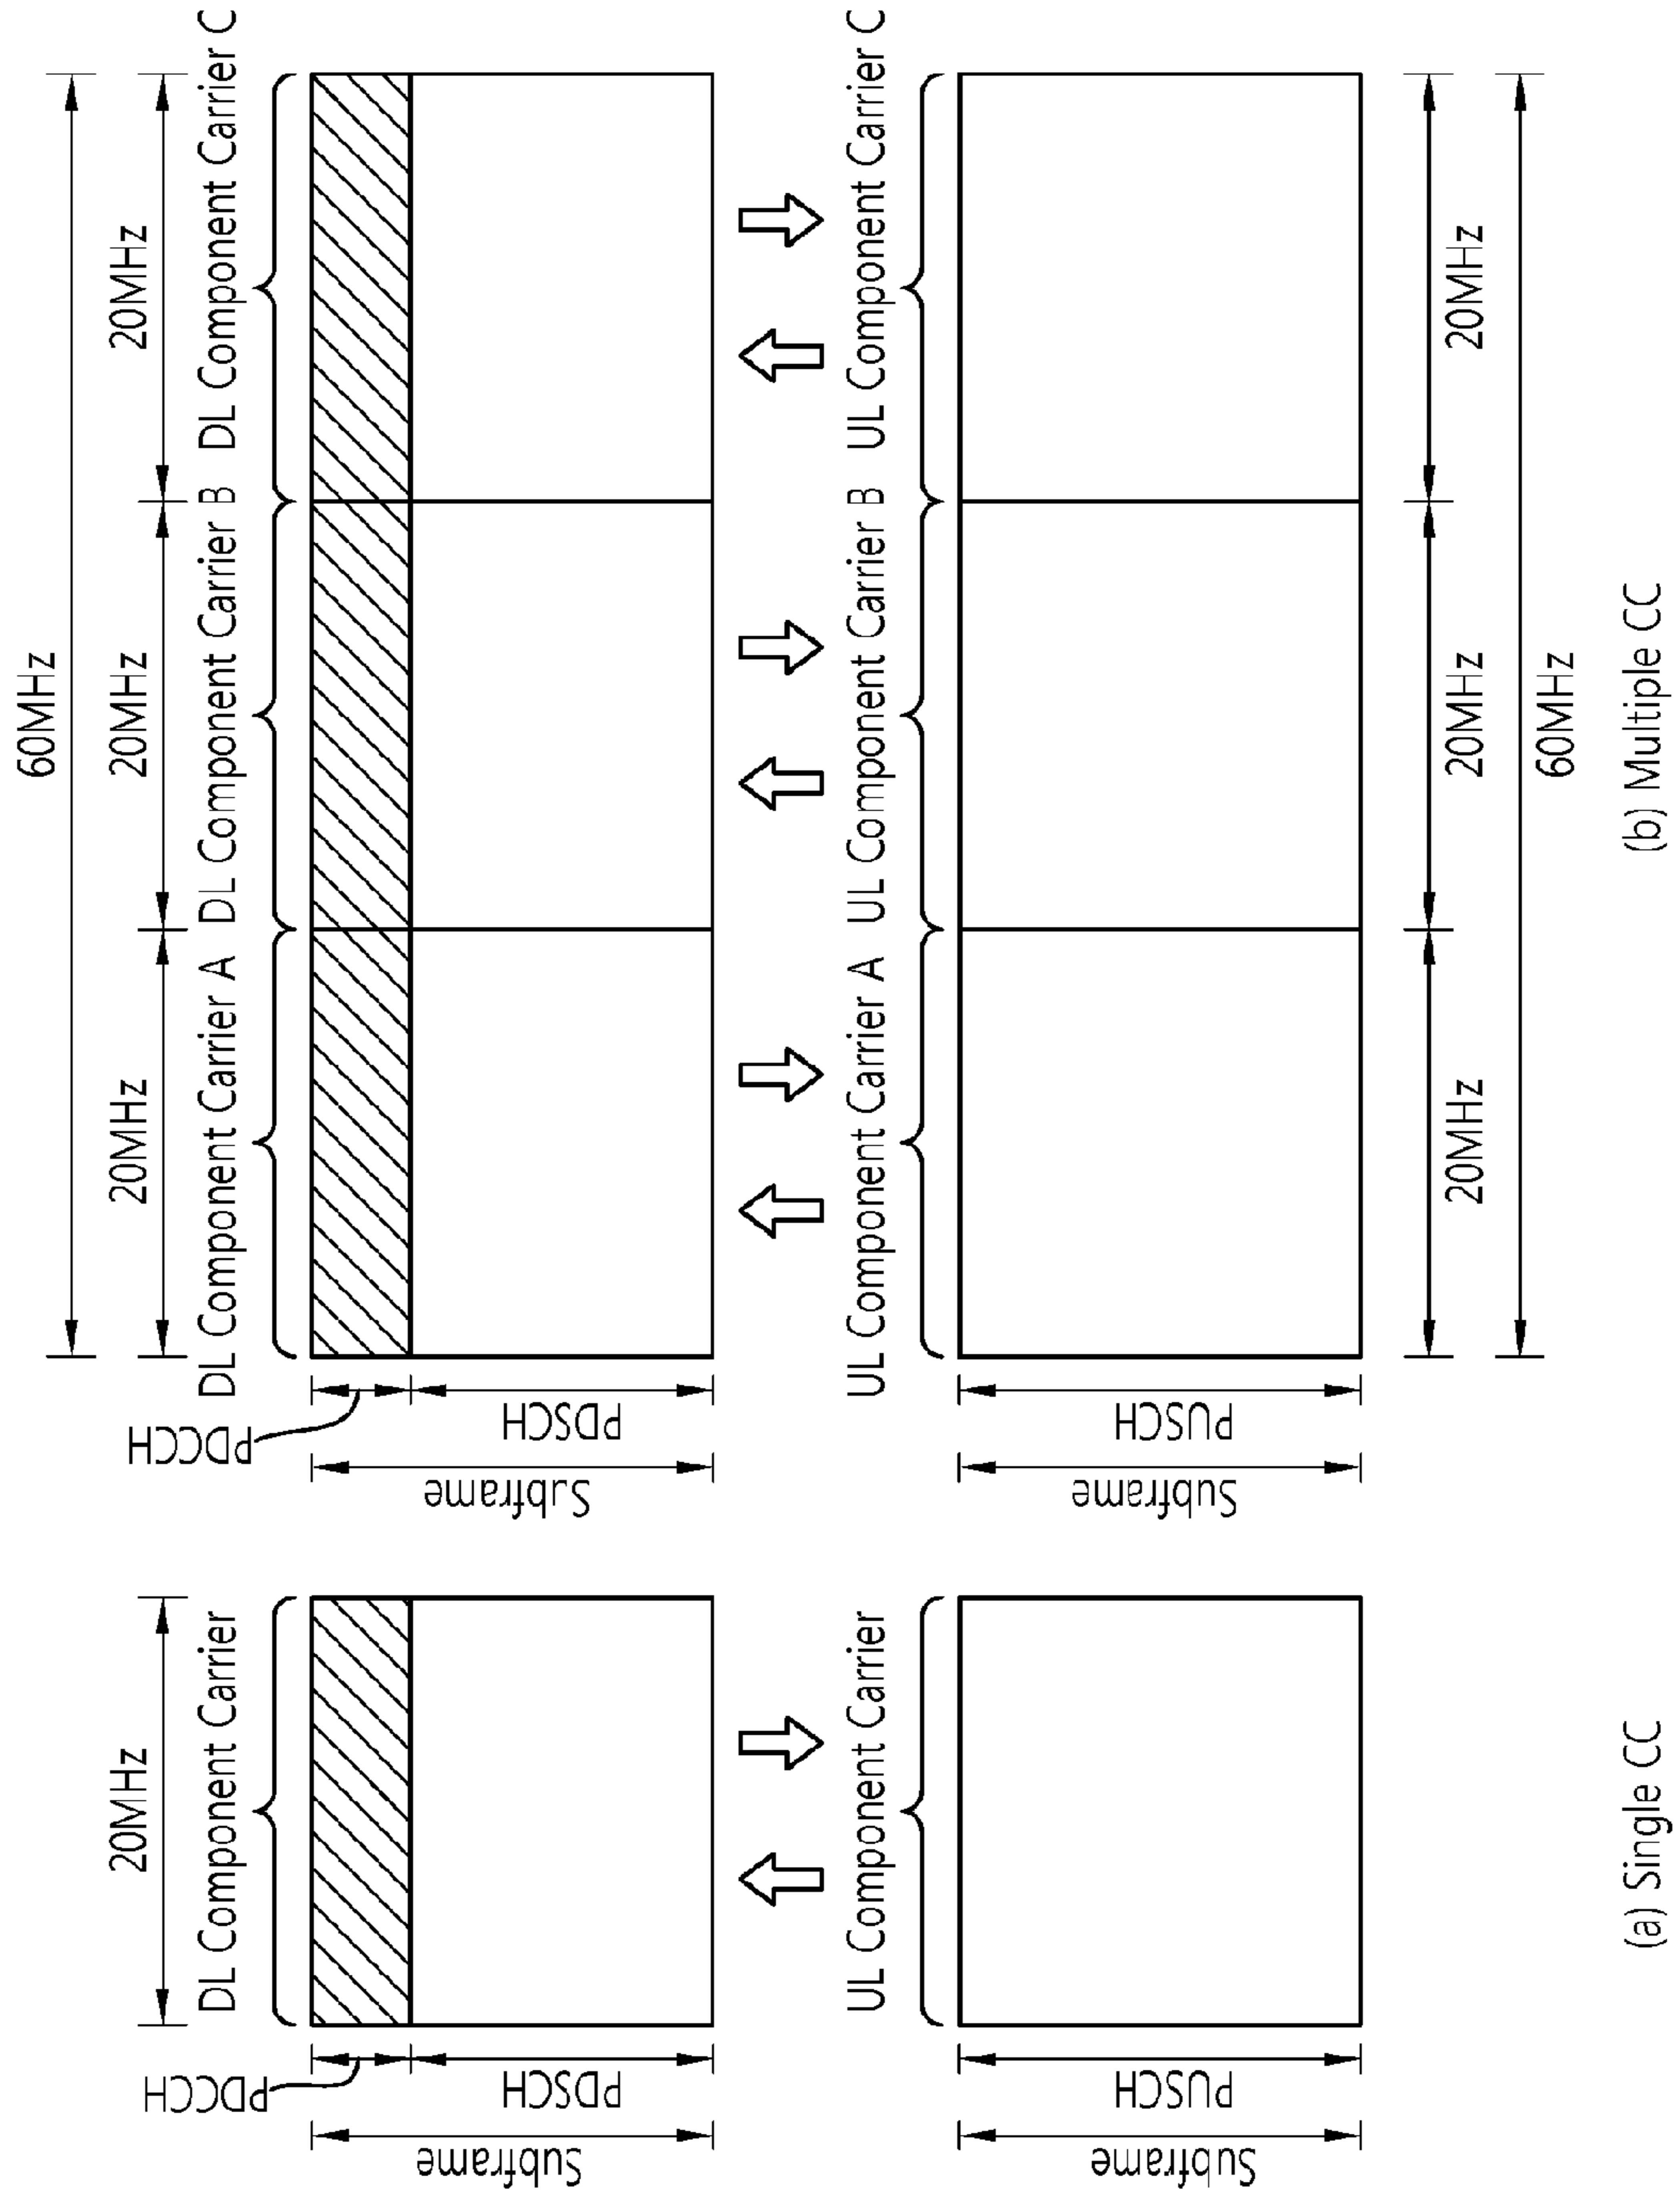 20MHz
DL Component Carrier
PDCCH
PDSCH
Subframe
UL Component Carrier
PUSCH
Subframe
(a) Single CC
60MHz
20MHz
20MHz
20MHz
DL Component Carrier A
DL Component Carrier B
DL Component Carrier C
PDCCH
PDSCH
Subframe
UL Component Carrier A
UL Component Carrier B
UL Component Carrier C
PUSCH
Subframe
20MHz
20MHz
20MHz
60MHz
(b) Multiple CC